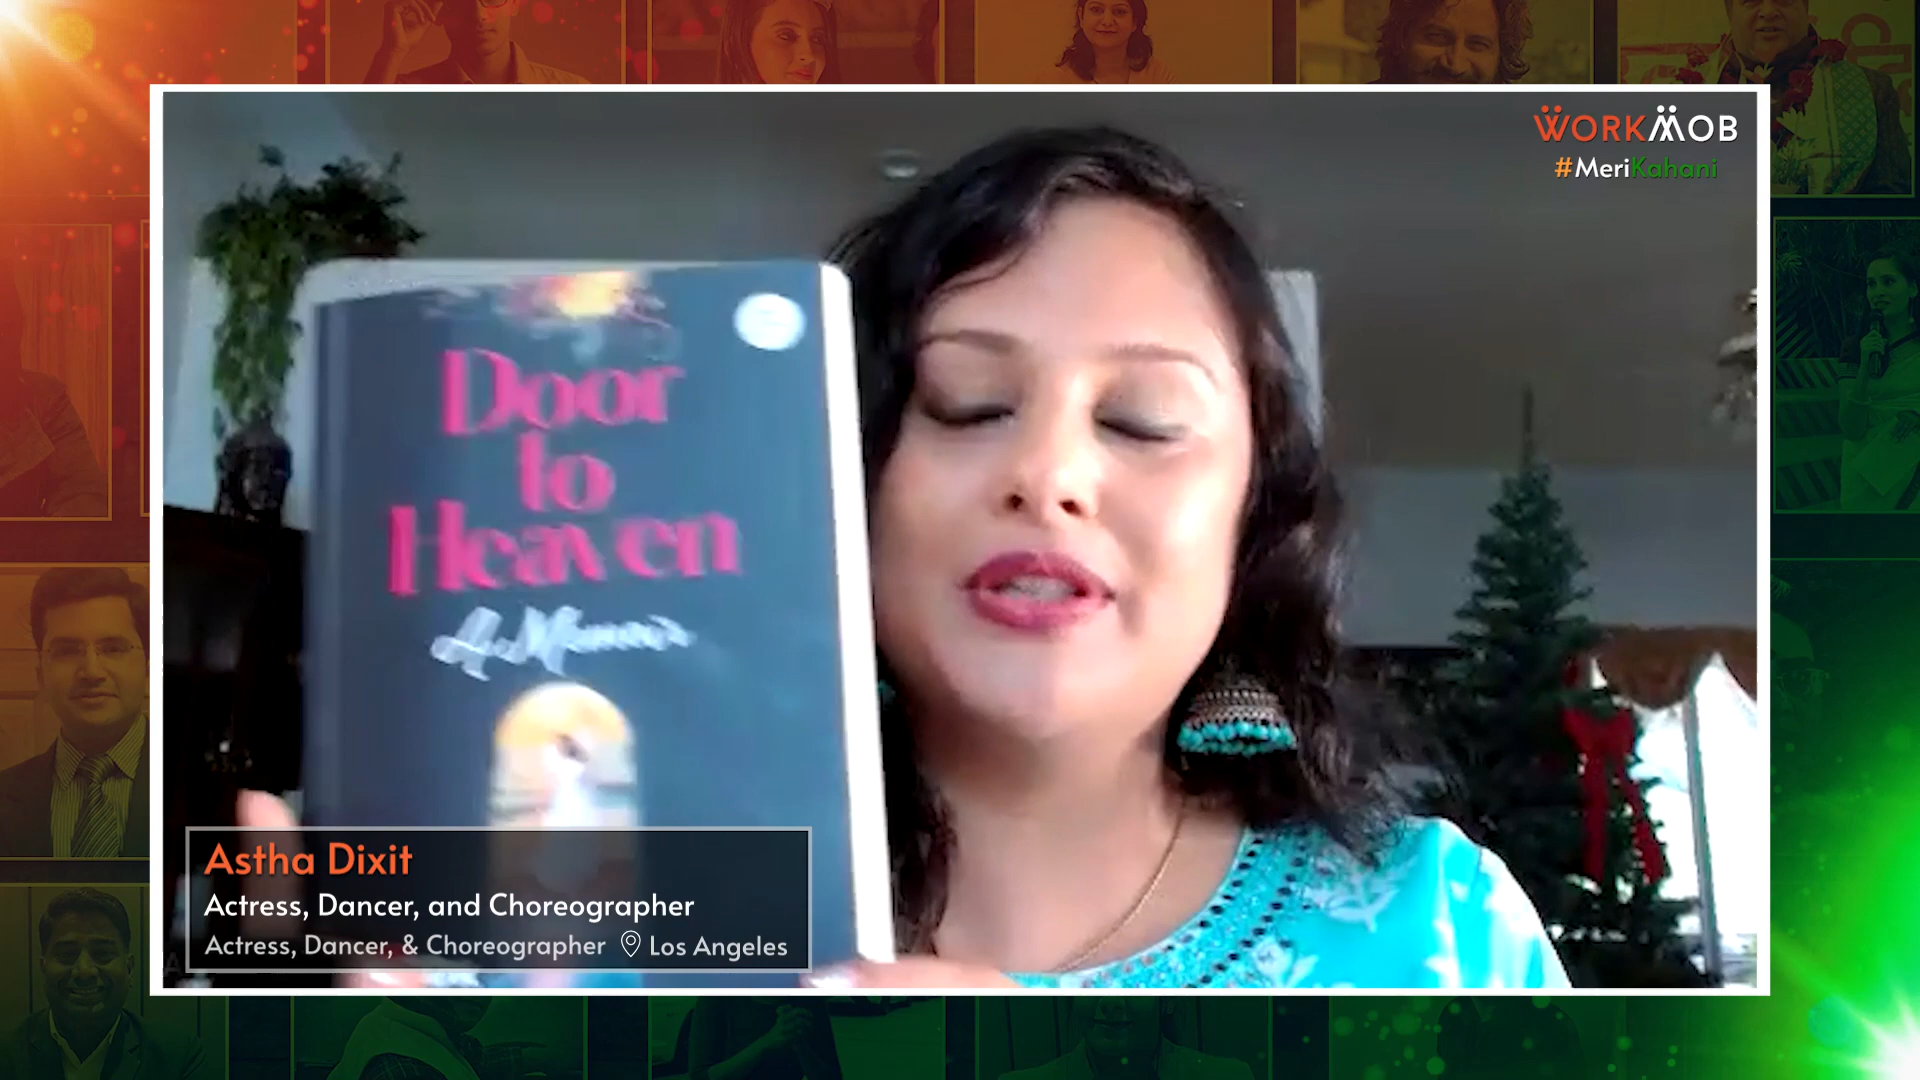 WORKMOB
#MeriKahani
Door
to
Heaven
A Memoir
Astha Dixit
Actress, Dancer, and Choreographer
Actress, Dancer, & Choreographer Los Angeles